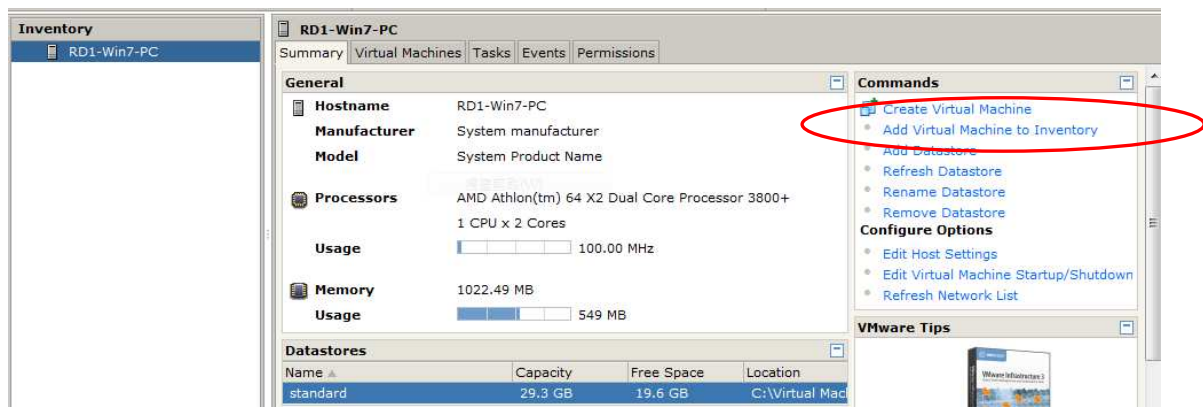 Inventory
RD1-Win7-PC
RD1-Win7-PC
Summary Virtual Machines Tasks Events Permissions
General
Hostname RD1-Win7-PC
Manufacturer System manufacturer
Model System Product Name
Processors AMD Athlon(tm) 64 X2 Dual Core Processor 3800+
1 CPU x 2 Cores
Usage 100.00 MHz
Memory 1022.49 MB
Usage 549 MB
Datastores
Name Capacity Free Space Location
standard 29.3 GB 19.6 GB C:\Virtual Mac
Commands
Create Virtual Machine
Add Virtual Machine to Inventory
Add Datastore
Refresh Datastore
Rename Datastore
Remove Datastore
Configure Options
Edit Host Settings
Edit Virtual Machine Startup/Shutdown
Refresh Network List
VMware Tips
VMware Infrastructure 3